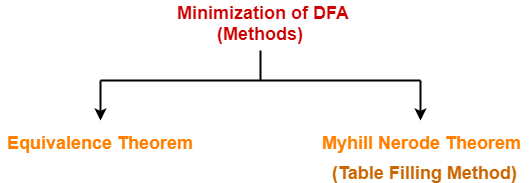 Minimization of DFA
(Methods)
Equivalence Theorem
Myhill Nerode Theorem
(Table Filling Method)